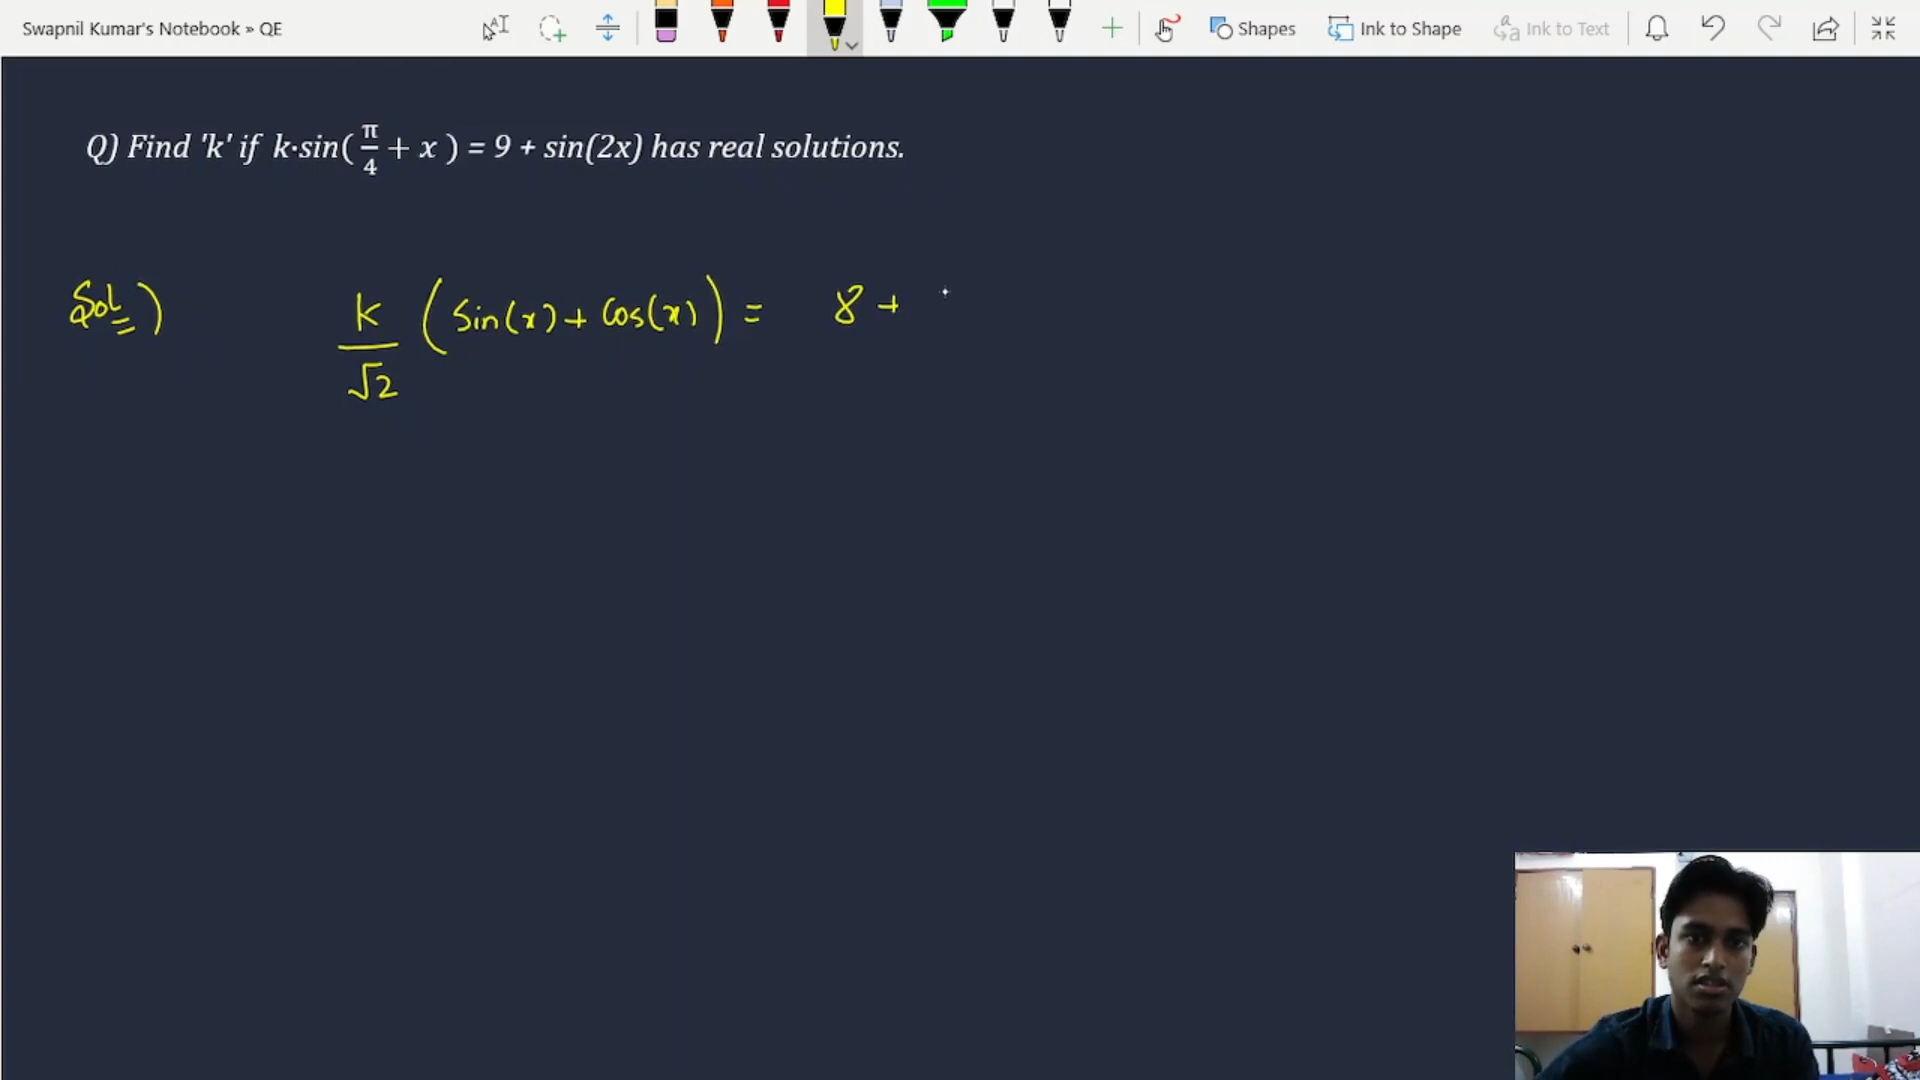 Swapnil Kumar's Notebook » QE
Shapes
Ink to Shape
Ink to Text
Q) Find 'k' if k·sin(π/4 + x ) = 9 + sin(2x) has real solutions.
Sol) k/√2 (Sin(x) + Cos(x)) = 8 +